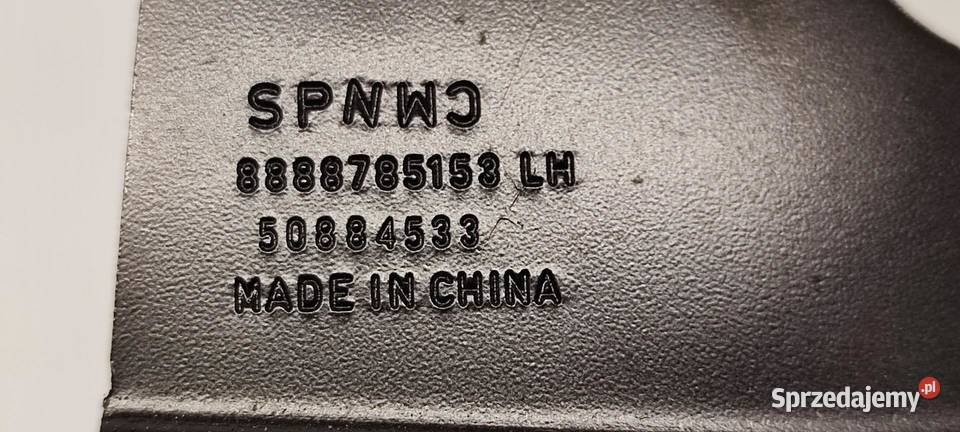 SPNWC
8888785153 LH
50884533
MADE IN CHINA
Sprzedajemy.pl